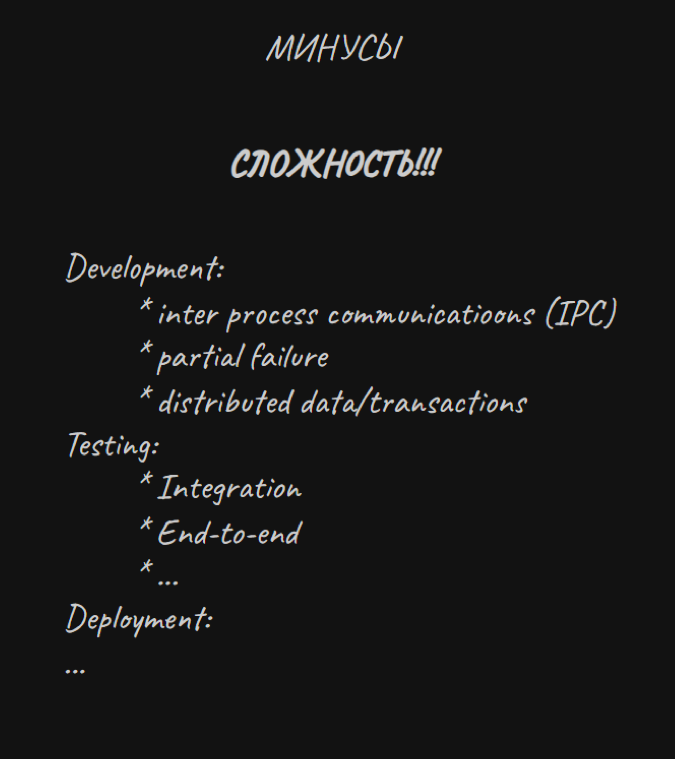 МИНУСЫ
СЛОЖНОСТЬ!!!
Development:
* inter process communicatioons (IPC)
* partial failure
* distributed data/transactions
Testing:
* Integration
* End-to-end
* ...
Deployment:
...